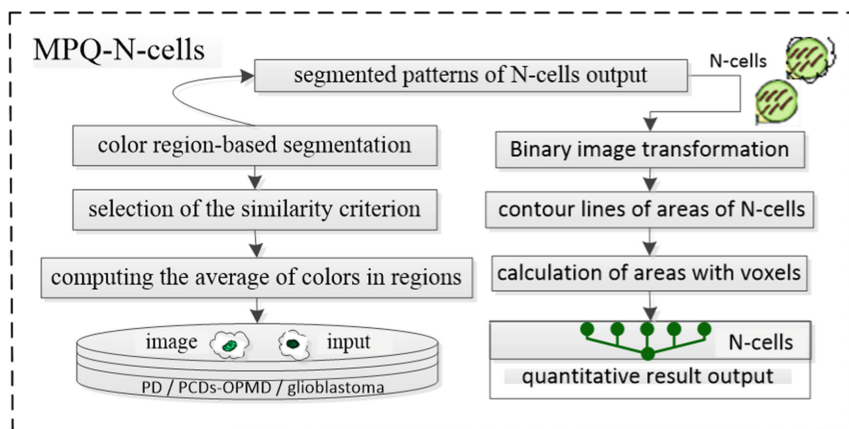 MPQ-N-cells
segmented patterns of N-cells output
N-cells
color region-based segmentation
selection of the similarity criterion
computing the average of colors in regions
image input
PD / PCDs-OPMD / glioblastoma
Binary image transformation
contour lines of areas of N-cells
calculation of areas with voxels
N-cells
quantitative result output